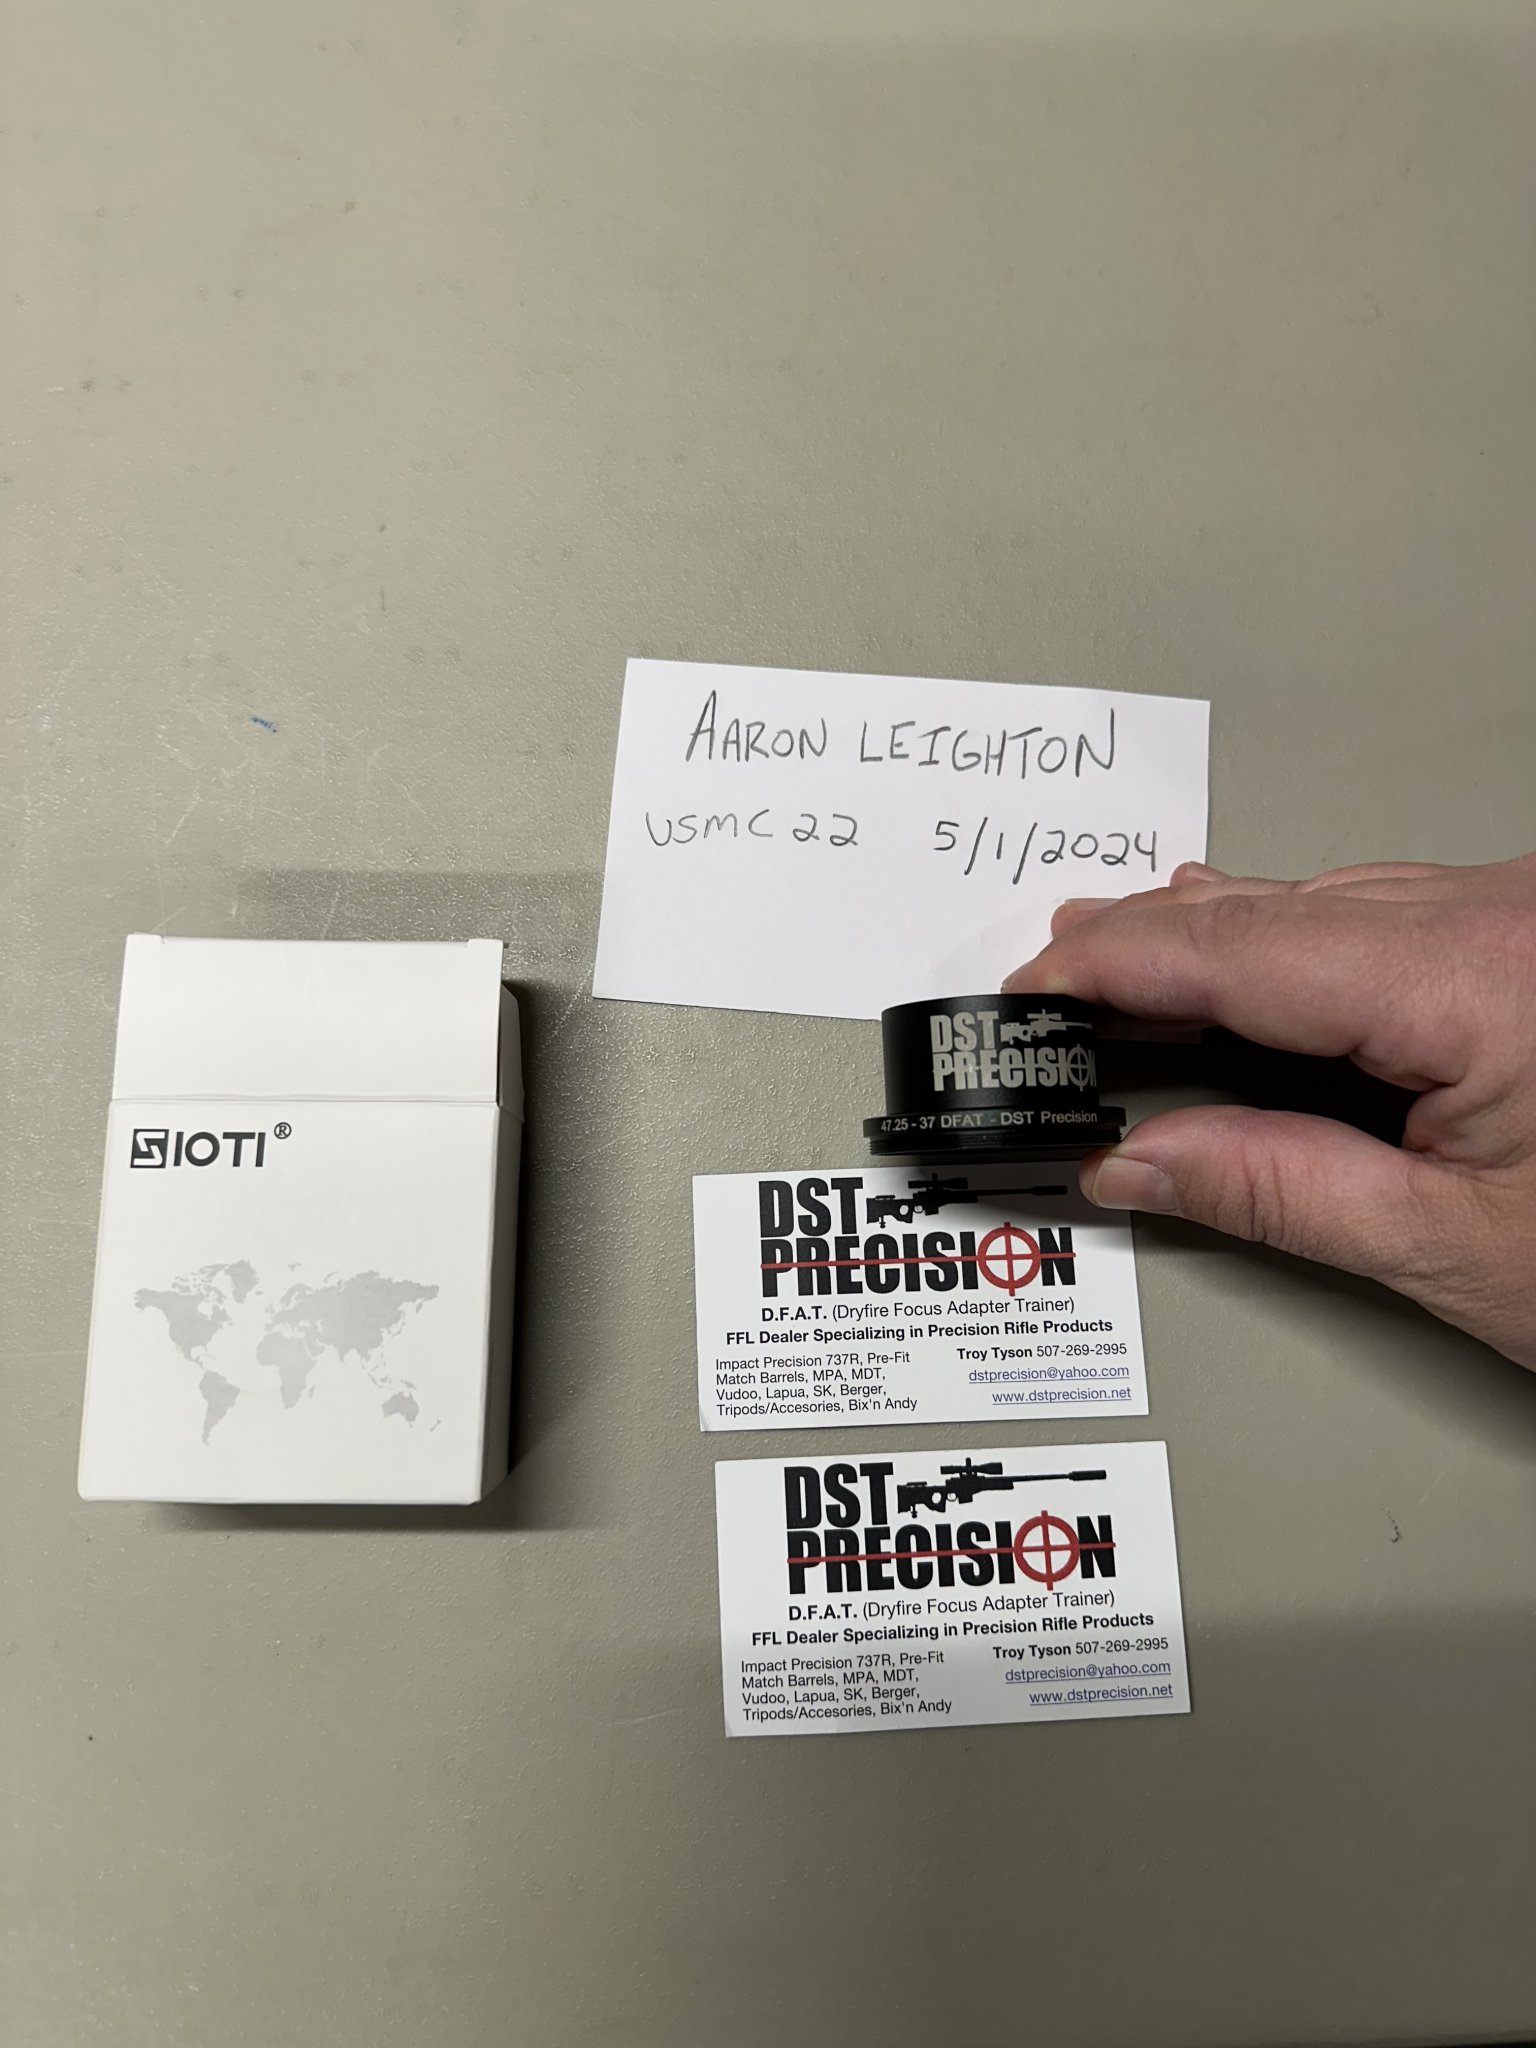 AARON LEIGHTON
USMC 22 5/1/2024
DST
PRECISION
47.25 - 37 DFAT - DST Precision
SIOTI®
DST
PRECISION
D.F.A.T. (Dryfire Focus Adapter Trainer)
FFL Dealer Specializing in Precision Rifle Products
Impact Precision 737R, Pre-Fit
Match Barrels, MPA, MDT,
Vudoo, Lapua, SK, Berger,
Tripods/Accesories, Bix'n Andy
Troy Tyson 507-269-2995
dstprecision@yahoo.com
www.dstprecision.net
DST
PRECISION
D.F.A.T. (Dryfire Focus Adapter Trainer)
FFL Dealer Specializing in Precision Rifle Products
Impact Precision 737R, Pre-Fit
Match Barrels, MPA, MDT,
Vudoo, Lapua, SK, Berger,
Tripods/Accesories, Bix'n Andy
Troy Tyson 507-269-2995
dstprecision@yahoo.com
www.dstprecision.net